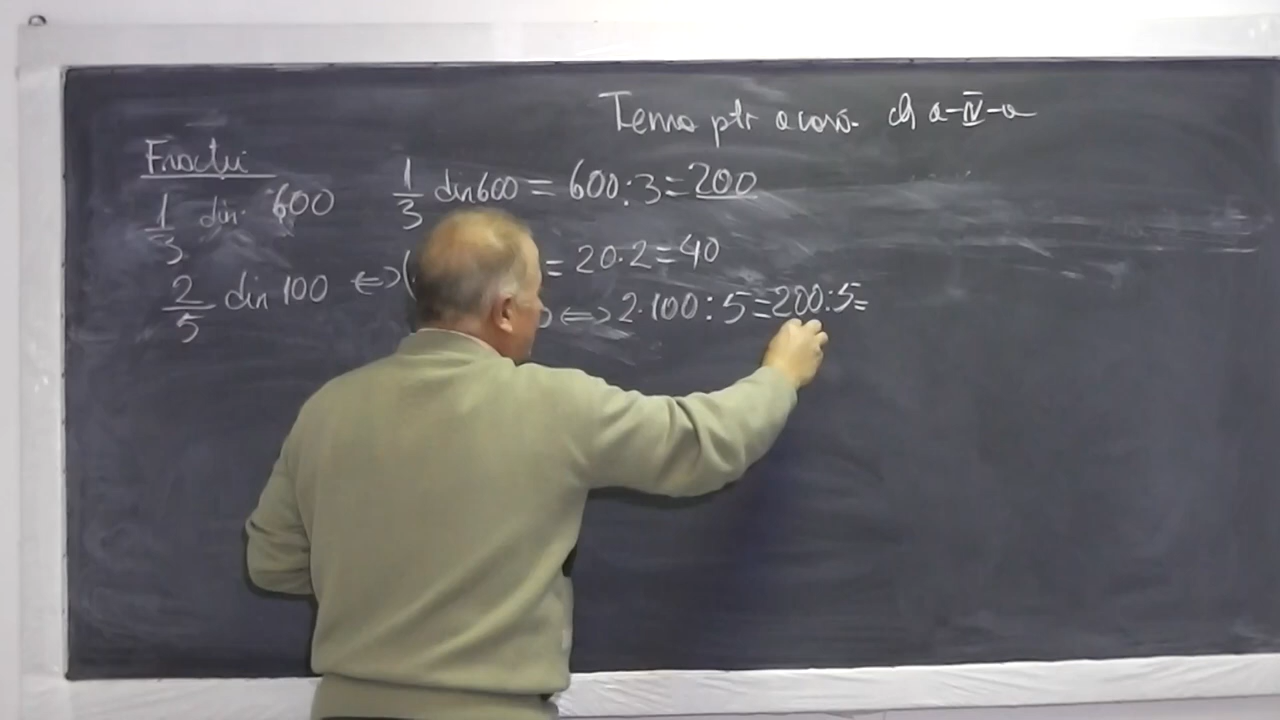 Tema ptr acasă cls a-IV-a
Fracții
1/3 din 600
1/3 din 600 = 600:3=200
2/5 din 100 <=>(
= 20·2=40
<=> 2·100:5=200:5=